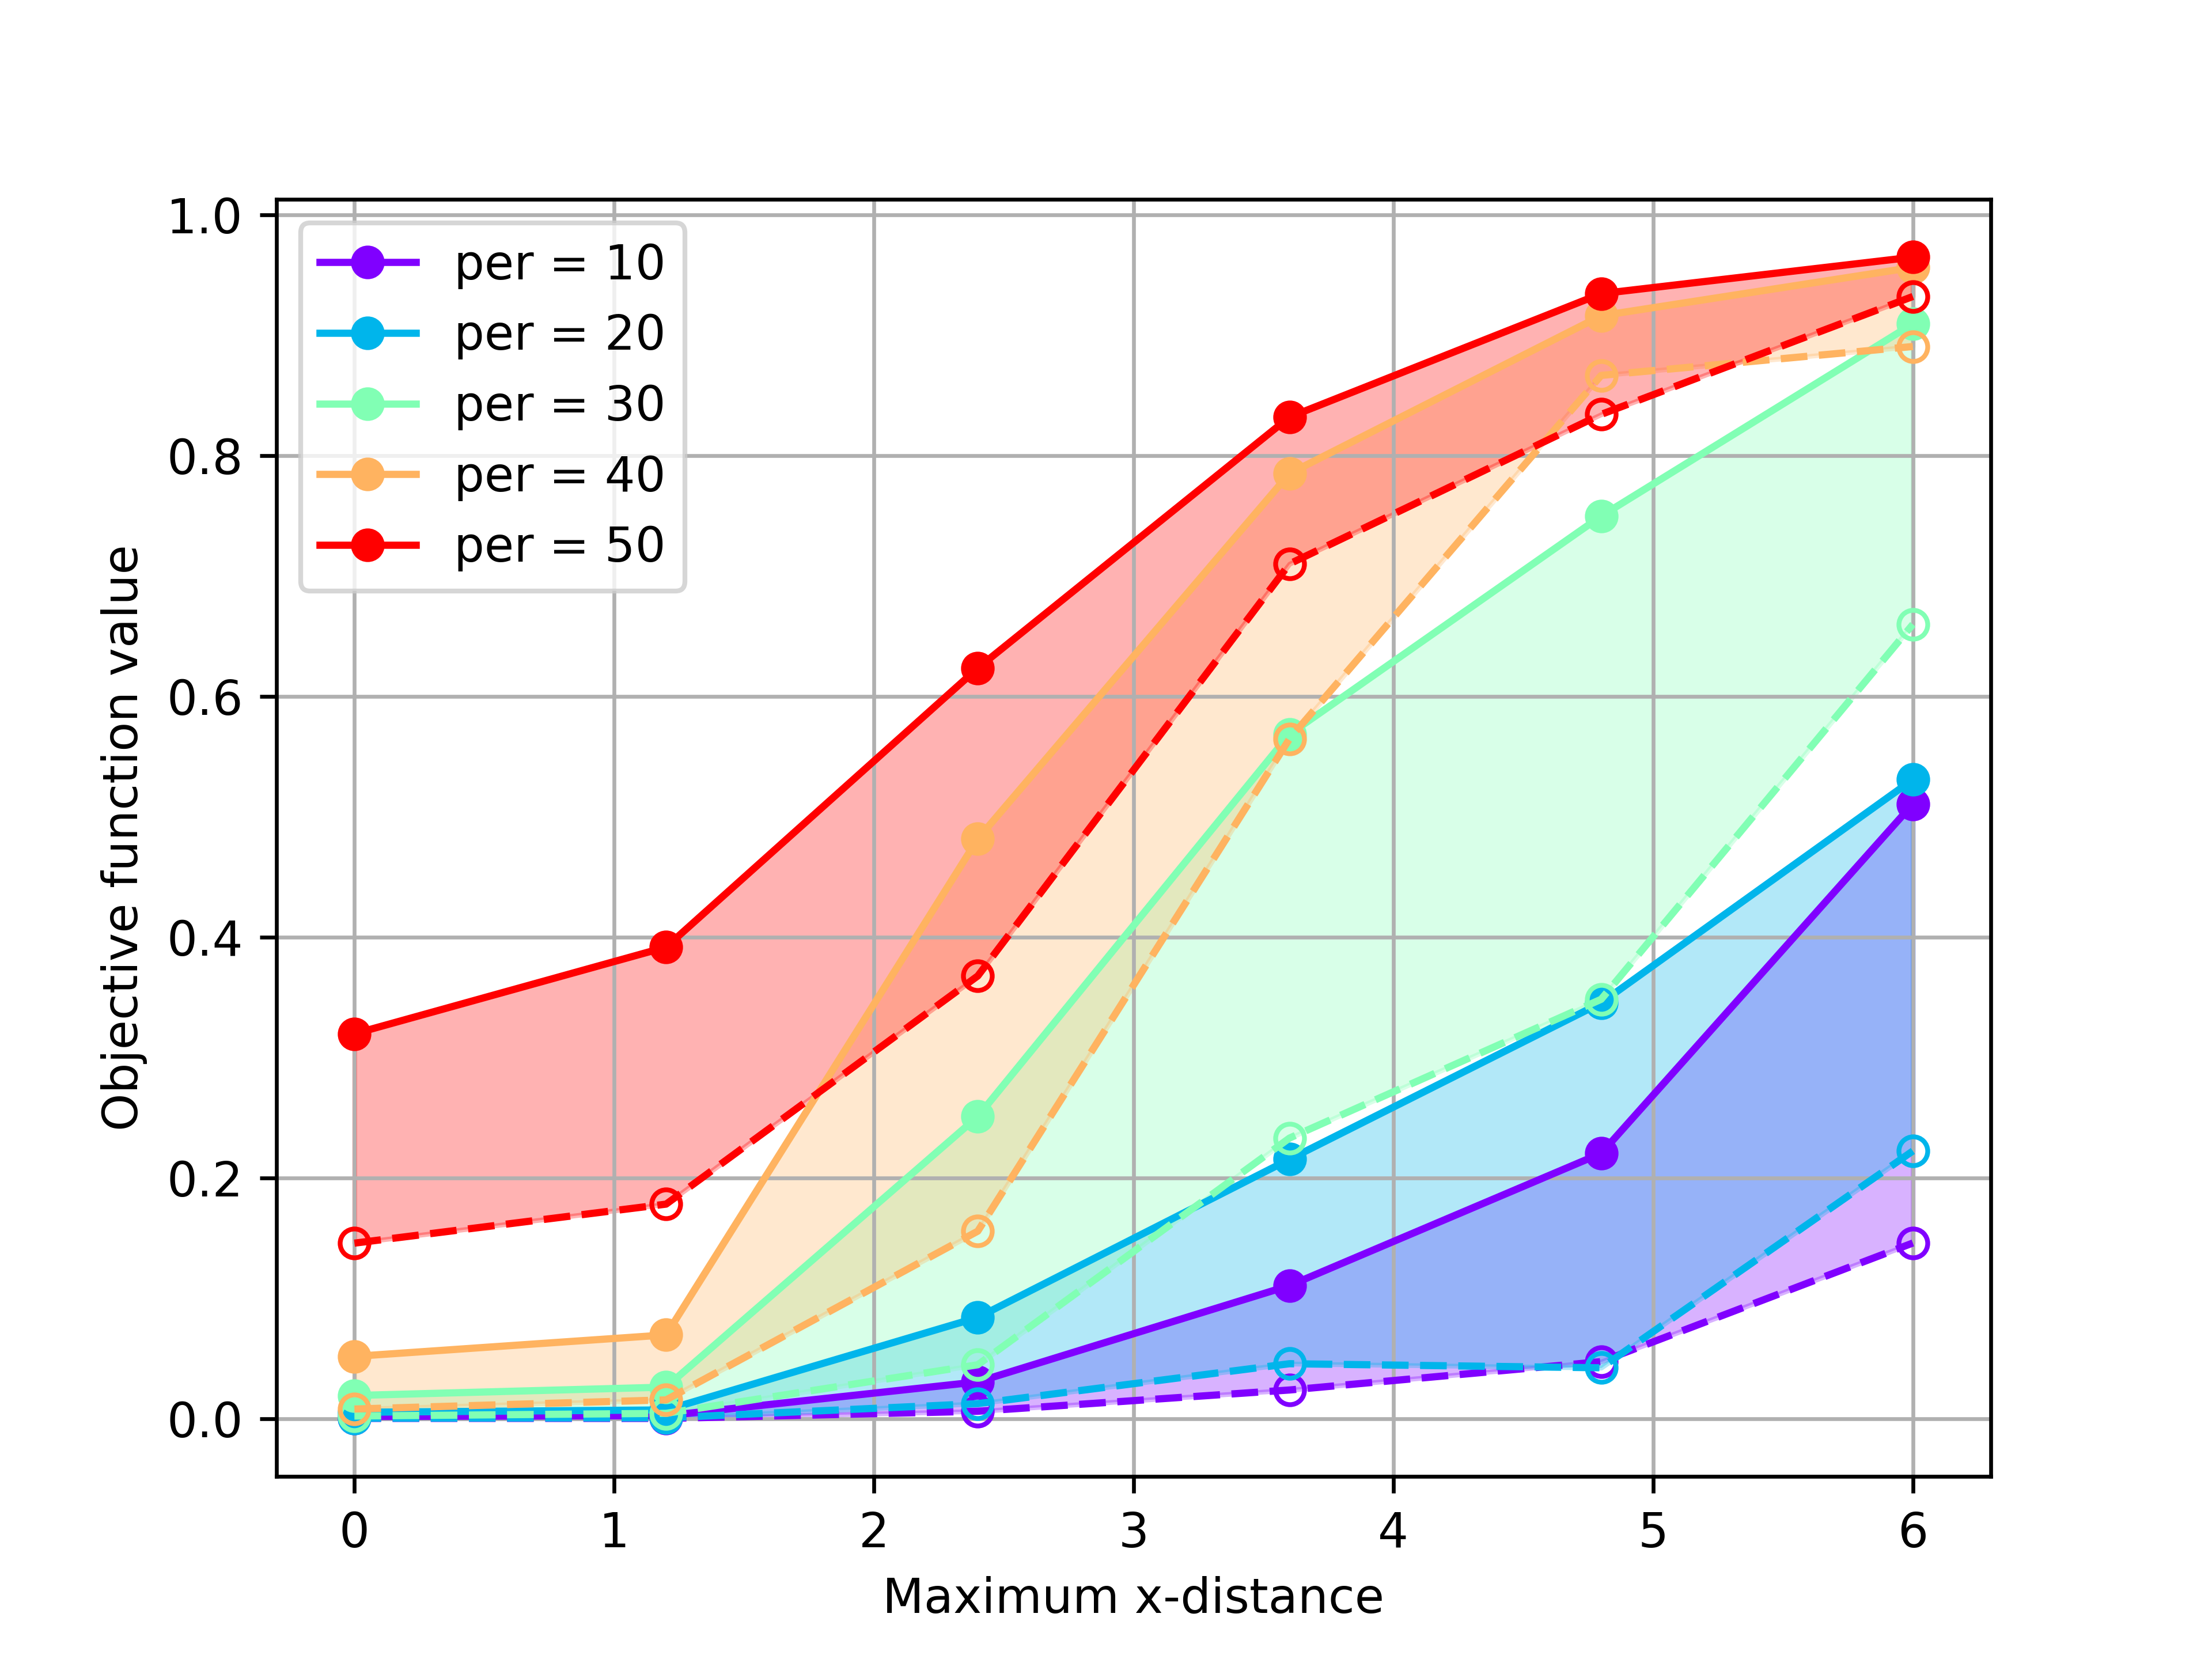 1.0
0.8
0.6
0.4
0.2
0.0
Objective function value
per = 10
per = 20
per = 30
per = 40
per = 50
0 1 2 3 4 5 6
Maximum x-distance